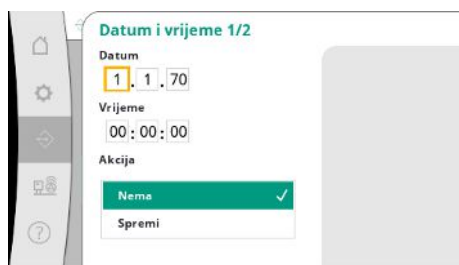 Datum i vrijeme 1/2
Datum
1 . 1 . 70
Vrijeme
00 : 00 : 00
Akcija
Nema
Spremi
?